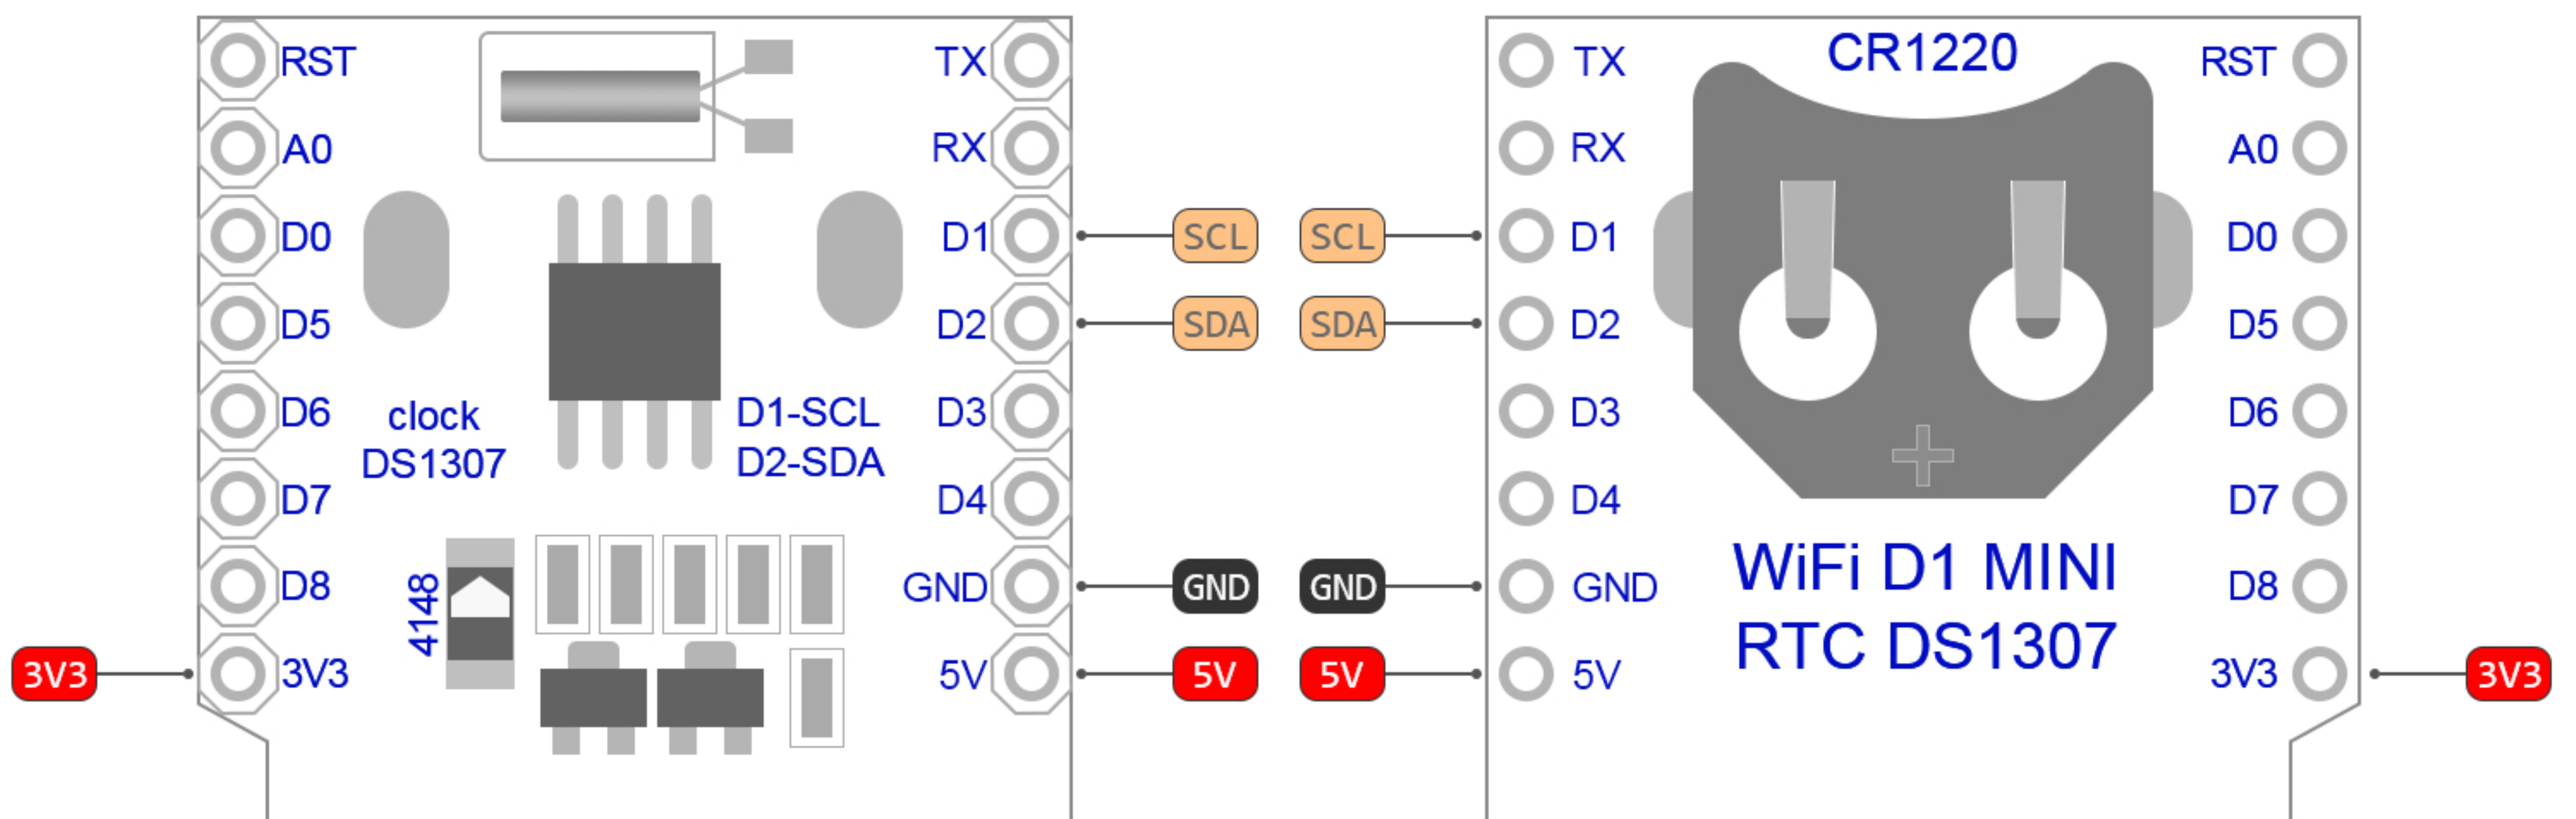 RST
A0
D0
D5
D6
D7
D8
3V3
3V3
clock
DS1307
4148
D1-SCL
D2-SDA
TX
RX
D1
D2
D3
D4
GND
5V
SCL
SDA
GND
5V
SCL
SDA
GND
5V
TX
RX
D1
D2
D3
D4
GND
5V
CR1220
WiFi D1 MINI
RTC DS1307
RST
A0
D0
D5
D6
D7
D8
3V3
3V3